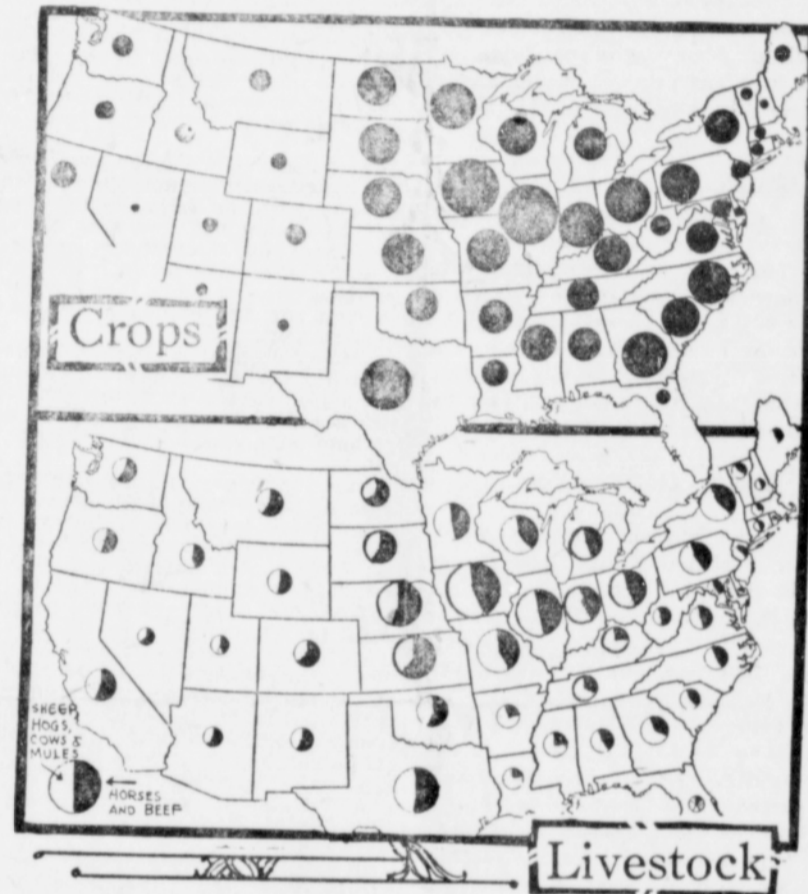 Crops
SHEEP,
HOGS,
COWS &
MULES
HORSES
AND BEEF
Livestock